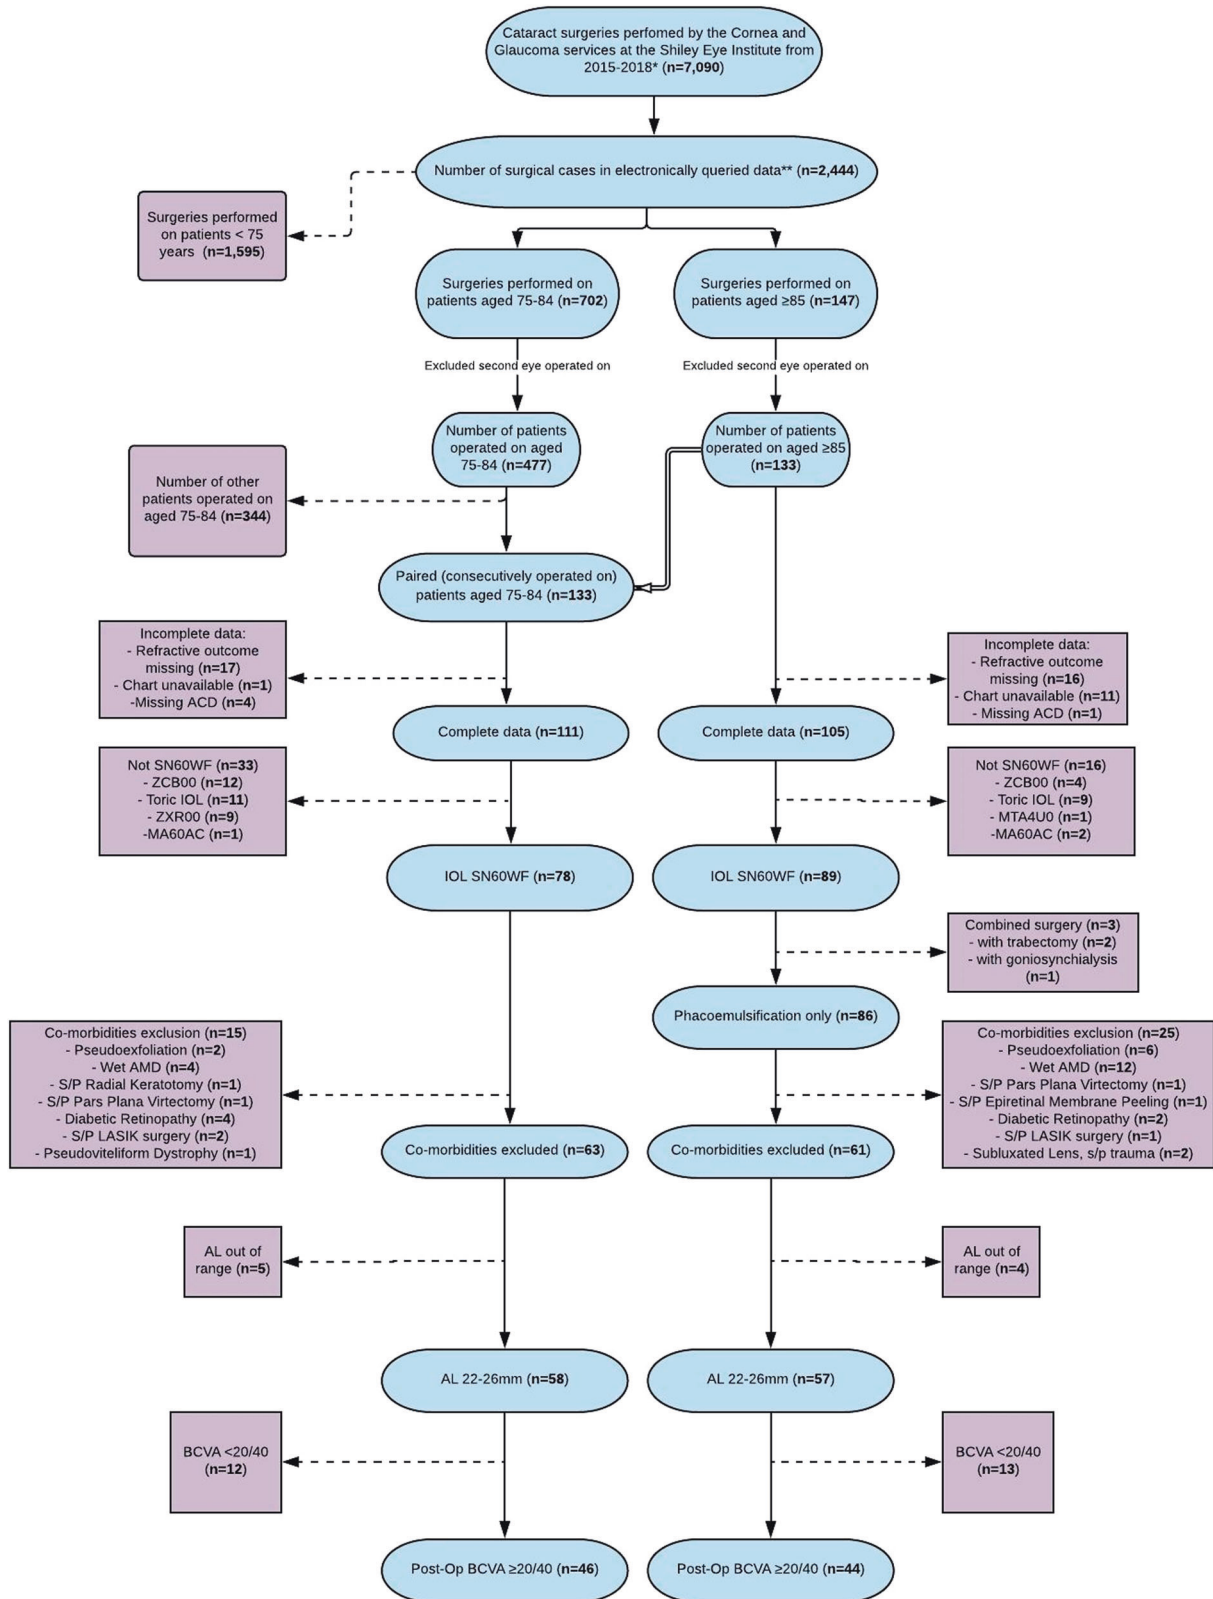 Cataract surgeries perfomed by the Cornea and
Glaucoma services at the Shiley Eye Institute from
2015-2018* (n=7,090)
Number of surgical cases in electronically queried data** (n=2,444)
Surgeries performed
on patients < 75
years (n=1,595)
Surgeries performed on
patients aged 75-84 (n=702)
Surgeries performed on
patients aged ≥85 (n=147)
Excluded second eye operated on
Excluded second eye operated on
Number of patients
operated on aged
75-84 (n=477)
Number of patients
operated on aged ≥85
(n=133)
Number of other
patients operated on
aged 75-84 (n=344)
Paired (consecutively operated on)
patients aged 75-84 (n=133)
Incomplete data:
- Refractive outcome
missing (n=17)
- Chart unavailable (n=1)
-Missing ACD (n=4)
Incomplete data:
- Refractive outcome
missing (n=16)
- Chart unavailable (n=11)
- Missing ACD (n=1)
Complete data (n=111)
Complete data (n=105)
Not SN60WF (n=33)
- ZCB00 (n=12)
- Toric IOL (n=11)
- ZXR00 (n=9)
-MA60AC (n=1)
Not SN60WF (n=16)
- ZCB00 (n=4)
- Toric IOL (n=9)
- MTA4U0 (n=1)
-MA60AC (n=2)
IOL SN60WF (n=78)
IOL SN60WF (n=89)
Combined surgery (n=3)
- with trabectomy (n=2)
- with goniosynchialysis
(n=1)
Phacoemulsification only (n=86)
Co-morbidities exclusion (n=15)
- Pseudoexfoliation (n=2)
- Wet AMD (n=4)
- S/P Radial Keratotomy (n=1)
- S/P Pars Plana Virtectomy (n=1)
- Diabetic Retinopathy (n=4)
- S/P LASIK surgery (n=2)
- Pseudoviteliform Dystrophy (n=1)
Co-morbidities exclusion (n=25)
- Pseudoexfoliation (n=6)
- Wet AMD (n=12)
- S/P Pars Plana Virtectomy (n=1)
- S/P Epiretinal Membrane Peeling (n=1)
- Diabetic Retinopathy (n=2)
- S/P LASIK surgery (n=1)
- Subluxated Lens, s/p trauma (n=2)
Co-morbidities excluded (n=63)
Co-morbidities excluded (n=61)
AL out of
range (n=5)
AL out of
range (n=4)
AL 22-26mm (n=58)
AL 22-26mm (n=57)
BCVA <20/40
(n=12)
BCVA <20/40
(n=13)
Post-Op BCVA ≥20/40 (n=46)
Post-Op BCVA ≥20/40 (n=44)